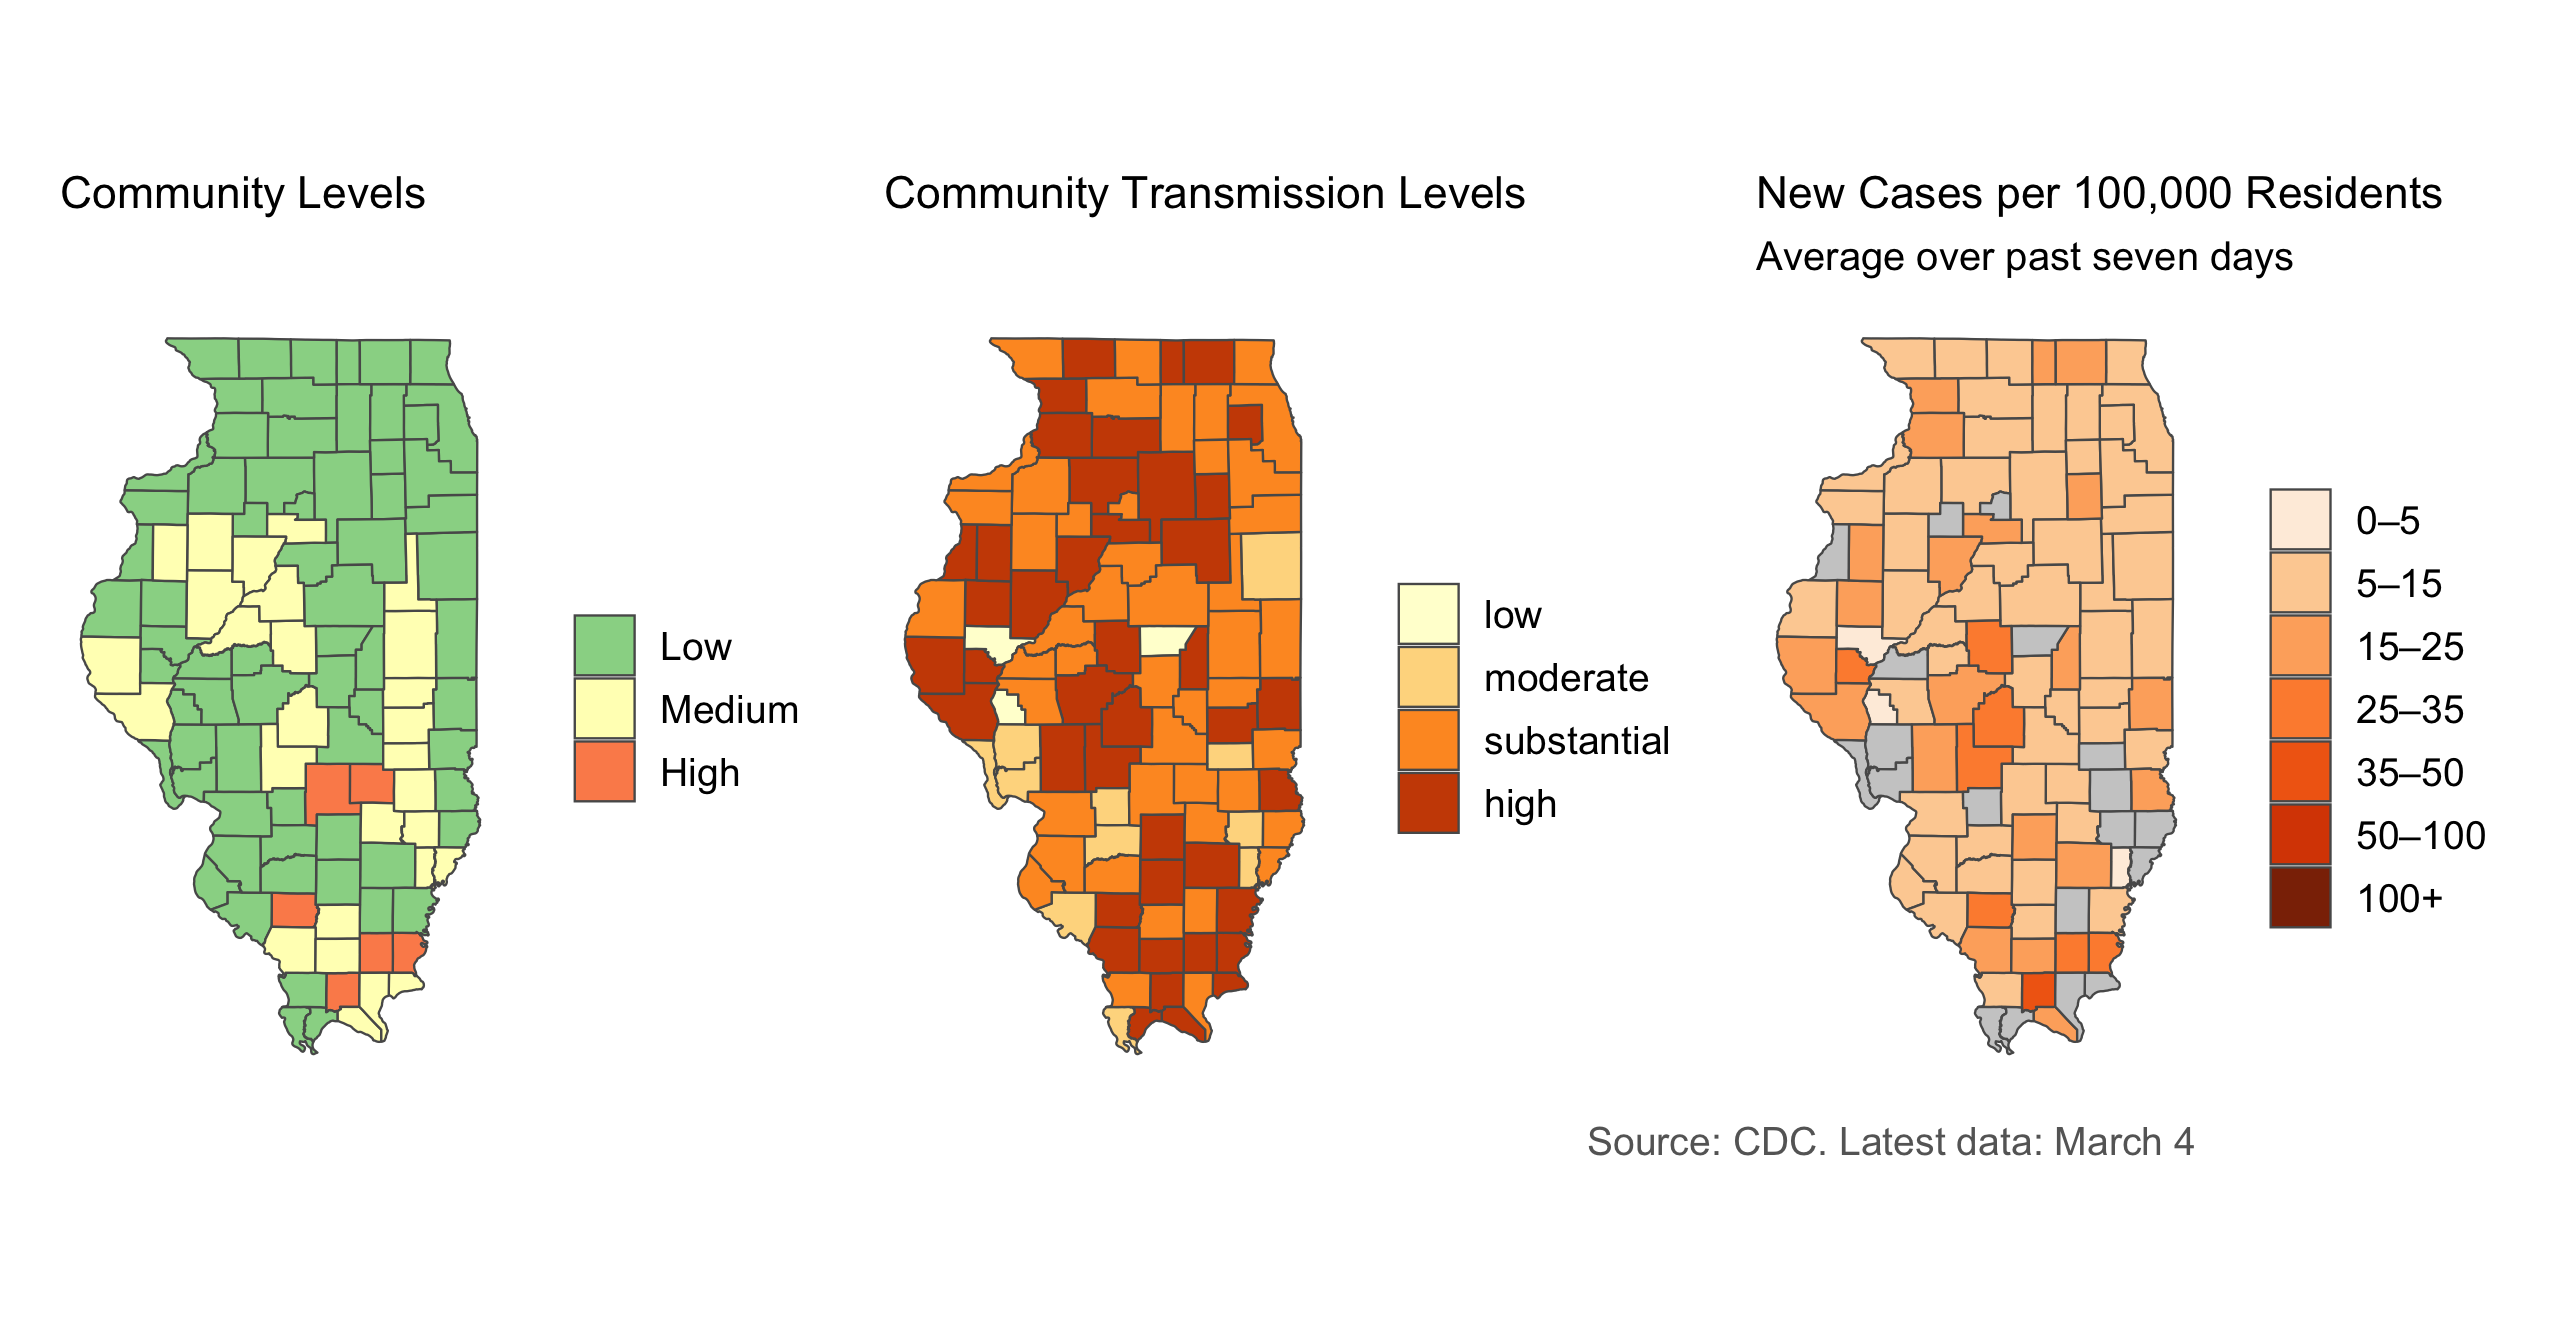 Community Levels
Low
Medium
High
Community Transmission Levels
low
moderate
substantial
high
New Cases per 100,000 Residents
Average over past seven days
0–5
5–15
15–25
25–35
35–50
50–100
100+
Source: CDC. Latest data: March 4